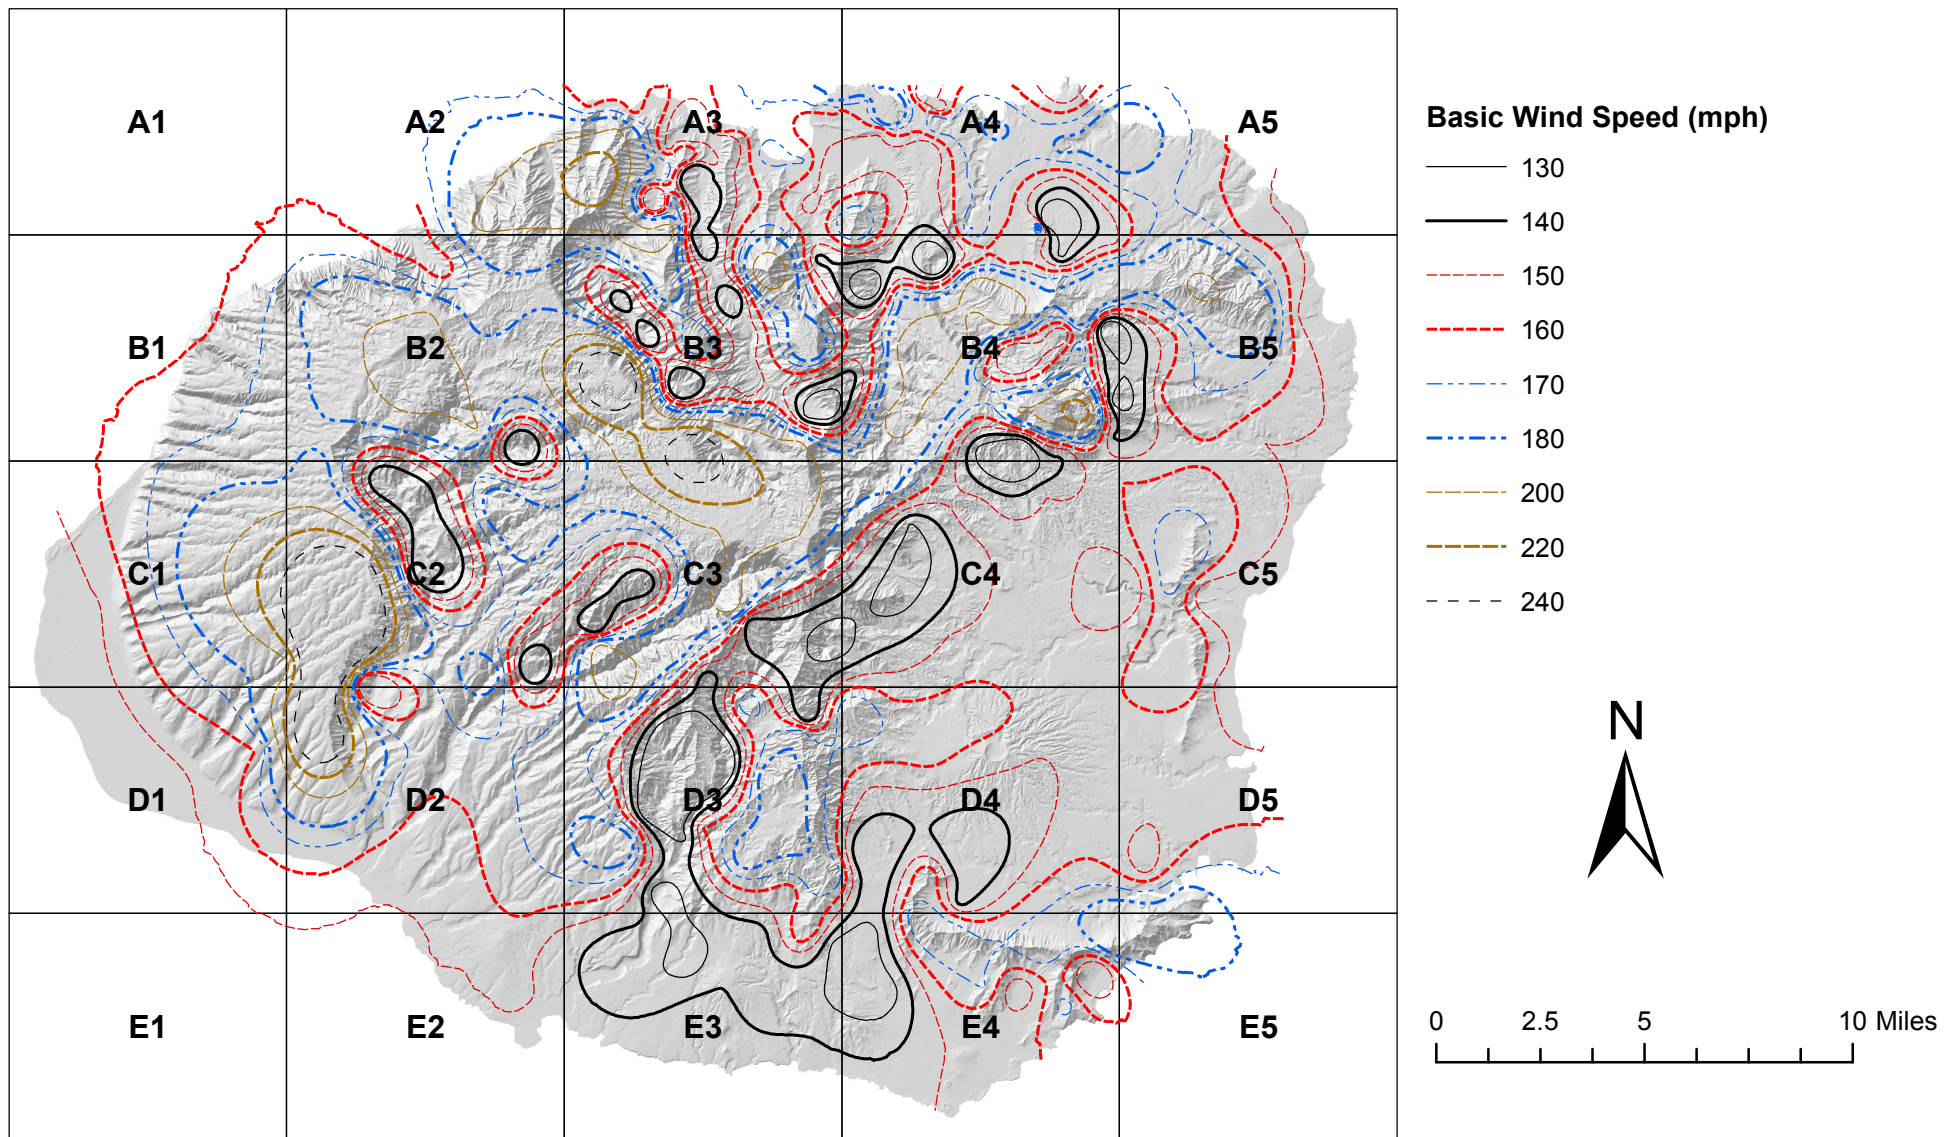 A1 A2 A3 A4 A5
B1 B2 B3 B4 B5
C1 C2 C3 C4 C5
D1 D2 D3 D4 D5
E1 E2 E3 E4 E5
Basic Wind Speed (mph)
130
140
150
160
170
180
200
220
240
N
0 2.5 5 10 Miles